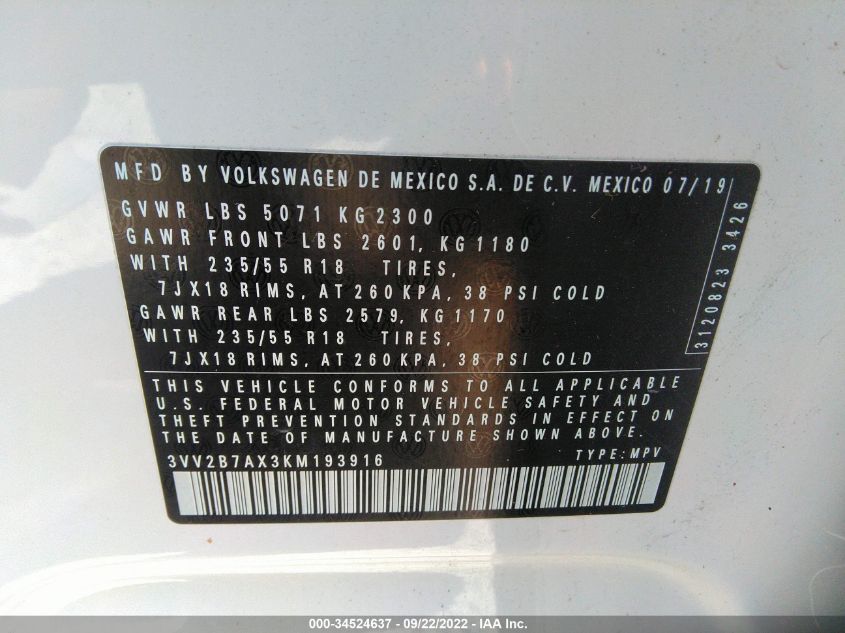 MFD BY VOLKSWAGEN DE MEXICO S.A. DE C.V. MEXICO 07/19
GVWR LBS 5071 KG 2300
GAWR FRONT LBS 2601, KG 1180
WITH 235/55 R18 TIRES,
7JX18 RIMS, AT 260 KPA, 38 PSI COLD
GAWR REAR LBS 2579, KG 1170
WITH 235/55 R18 TIRES,
7JX18 RIMS, AT 260 KPA, 38 PSI COLD
THIS VEHICLE CONFORMS TO ALL APPLICABLE
U.S. FEDERAL MOTOR VEHICLE SAFETY AND
THEFT PREVENTION STANDARDS IN EFFECT ON
THE DATE OF MANUFACTURE SHOWN ABOVE.
3VV2B7AX3KM193916 TYPE:MPV
3120823 3426
000-34524637 - 09/22/2022 - IAA Inc.